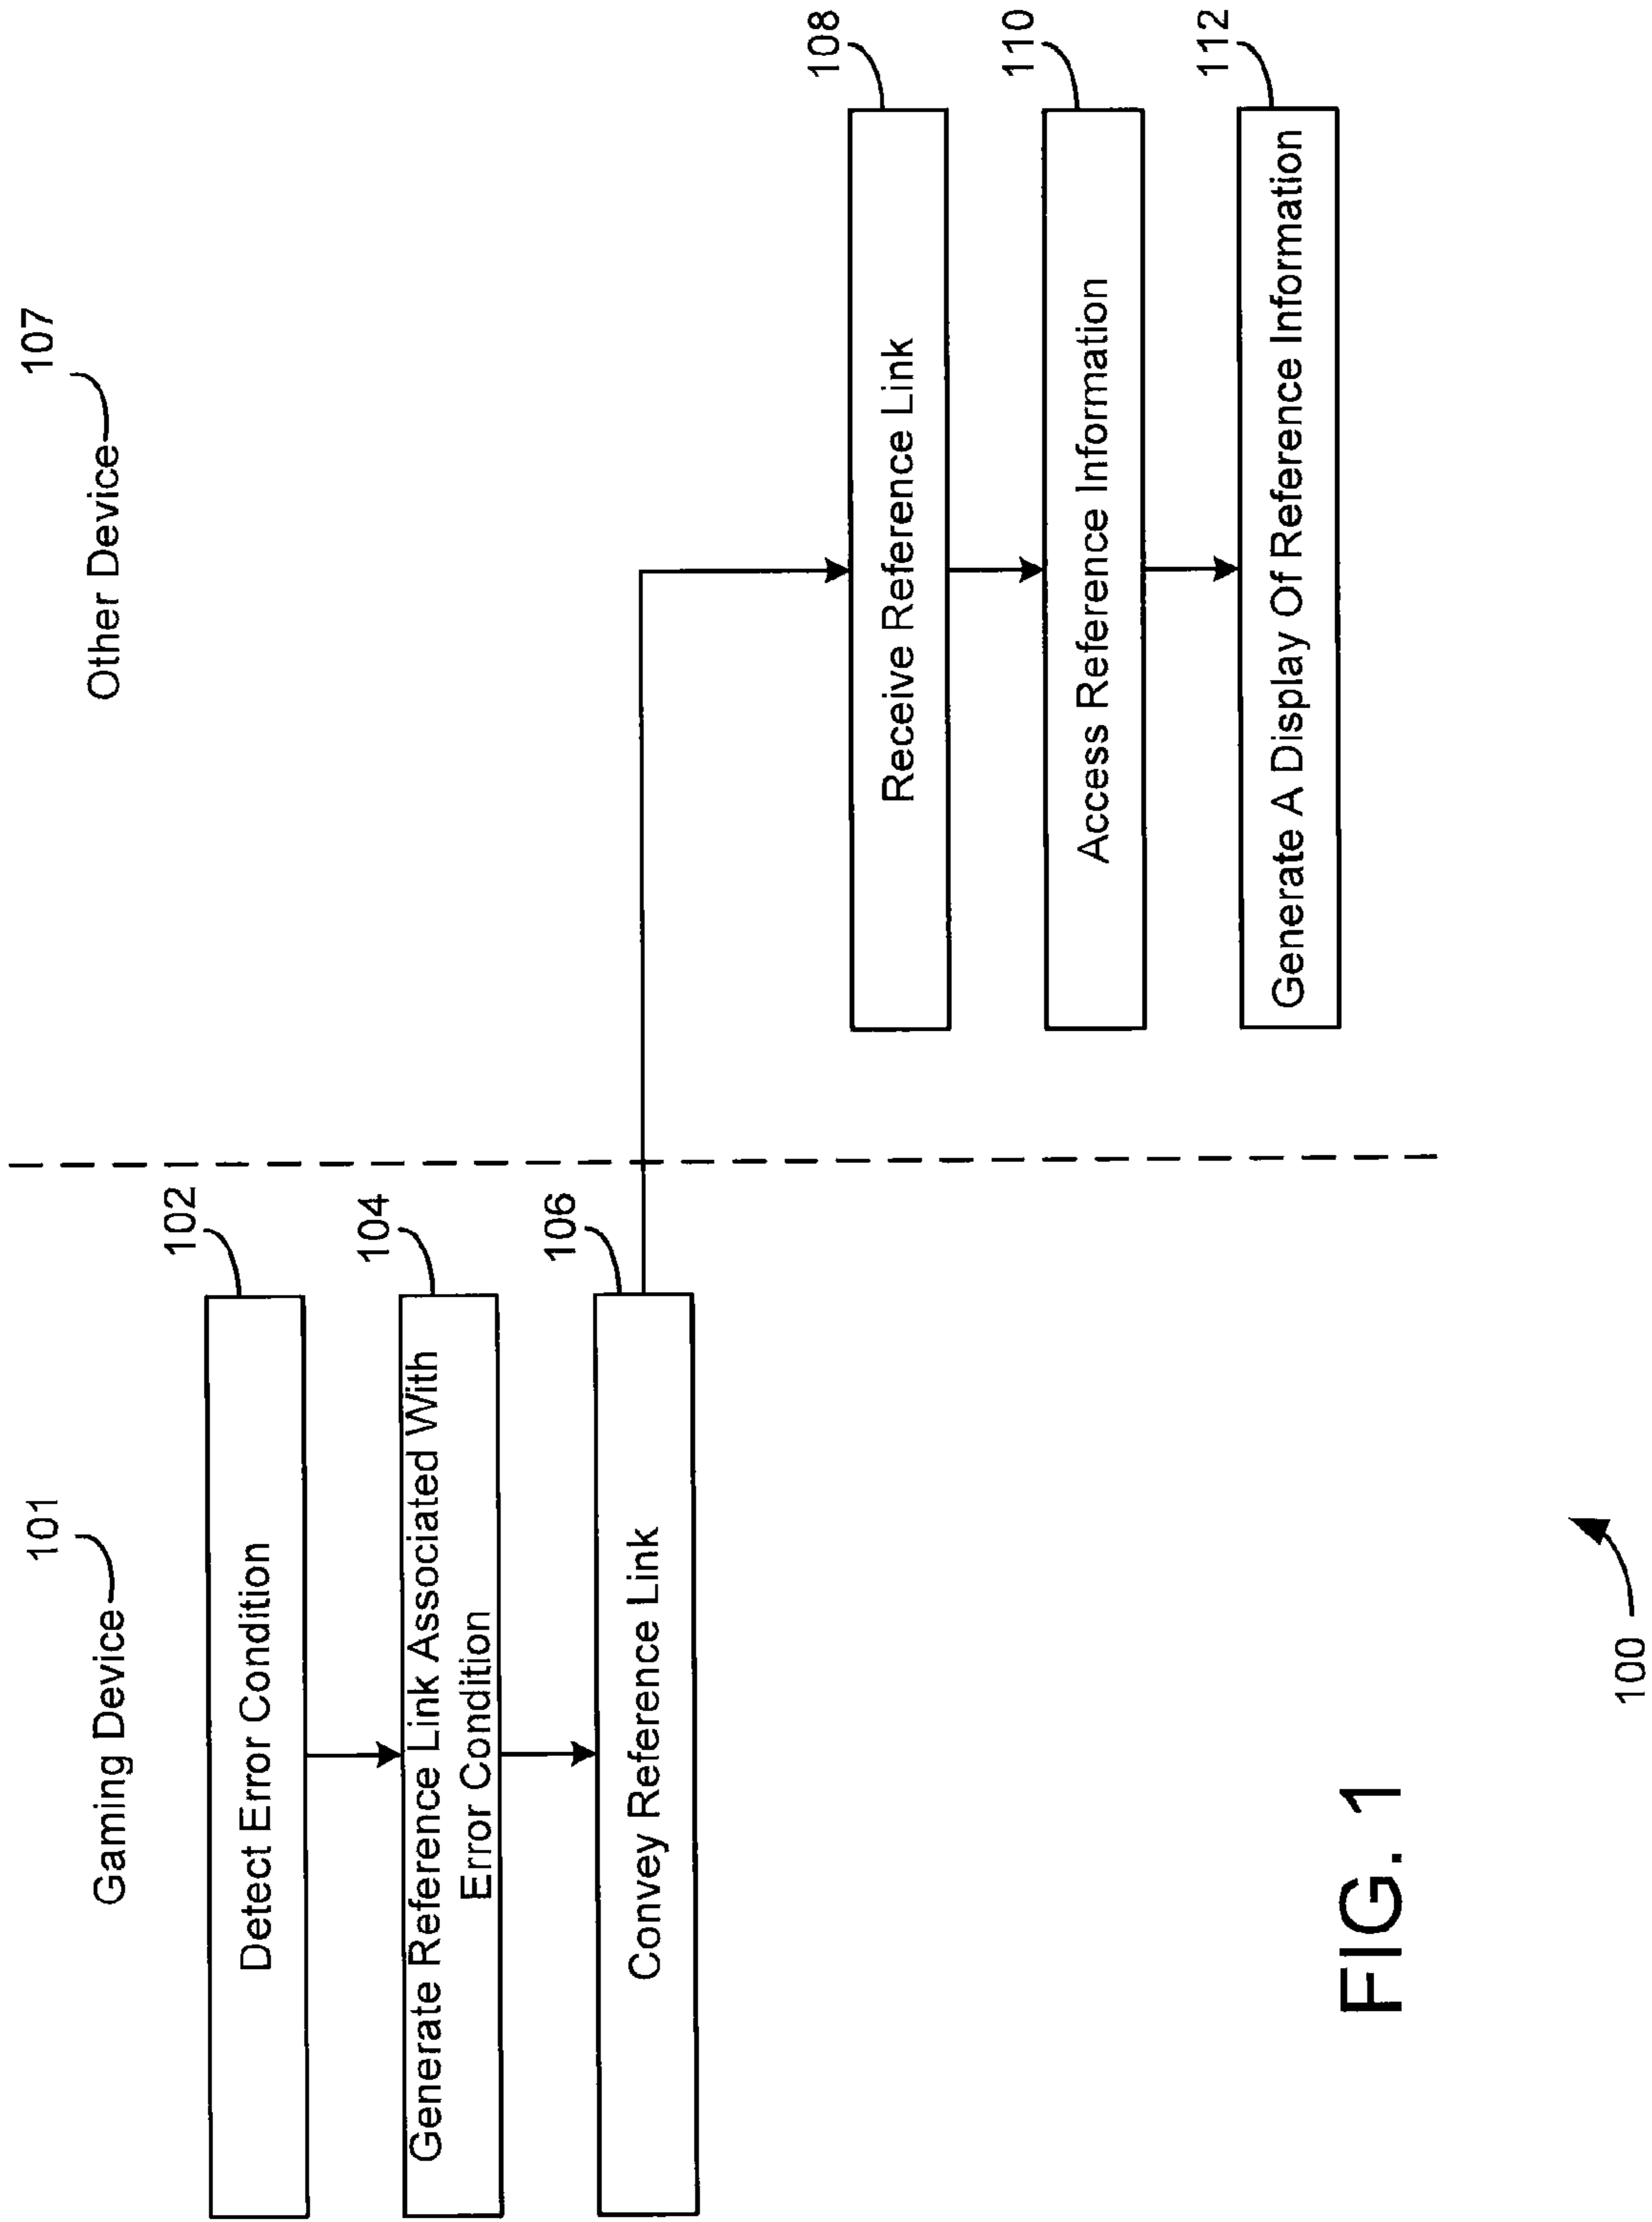 101
Gaming Device
102
Detect Error Condition
104
Generate Reference Link Associated With
Error Condition
106
Convey Reference Link
107
Other Device
108
Receive Reference Link
110
Access Reference Information
112
Generate A Display Of Reference Information
FIG. 1
100